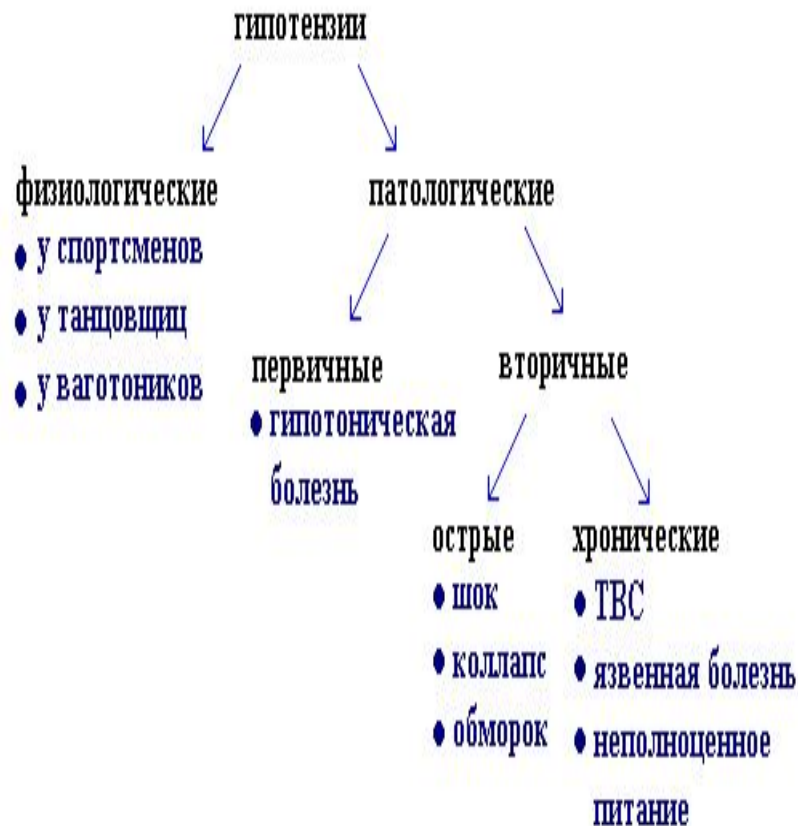 гипотензии
физиологические
у спортсменов
у танцовщиц
у ваготоников
патологические
первичные
гипотоническая
болезнь
вторичные
острые
шок
коллапс
обморок
хронические
ТВС
язвенная болезнь
неполноценное
питание